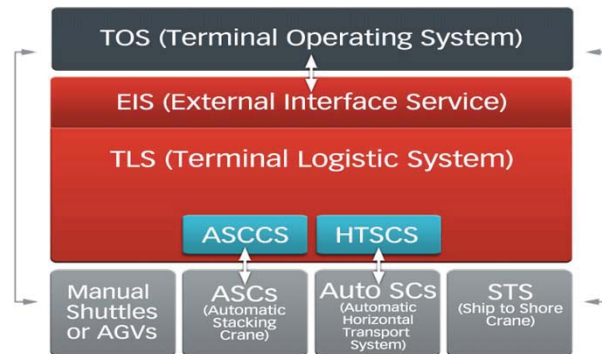 TOS (Terminal Operating System)
EIS (External Interface Service)
TLS (Terminal Logistic System)
ASCCS
HTSCS
Manual
Shuttles
or AGVs
ASCs
(Automatic
Stacking
Crane)
Auto SCs
(Automatic
Horizontal
Transport
System)
STS
(Ship to Shore
Crane)